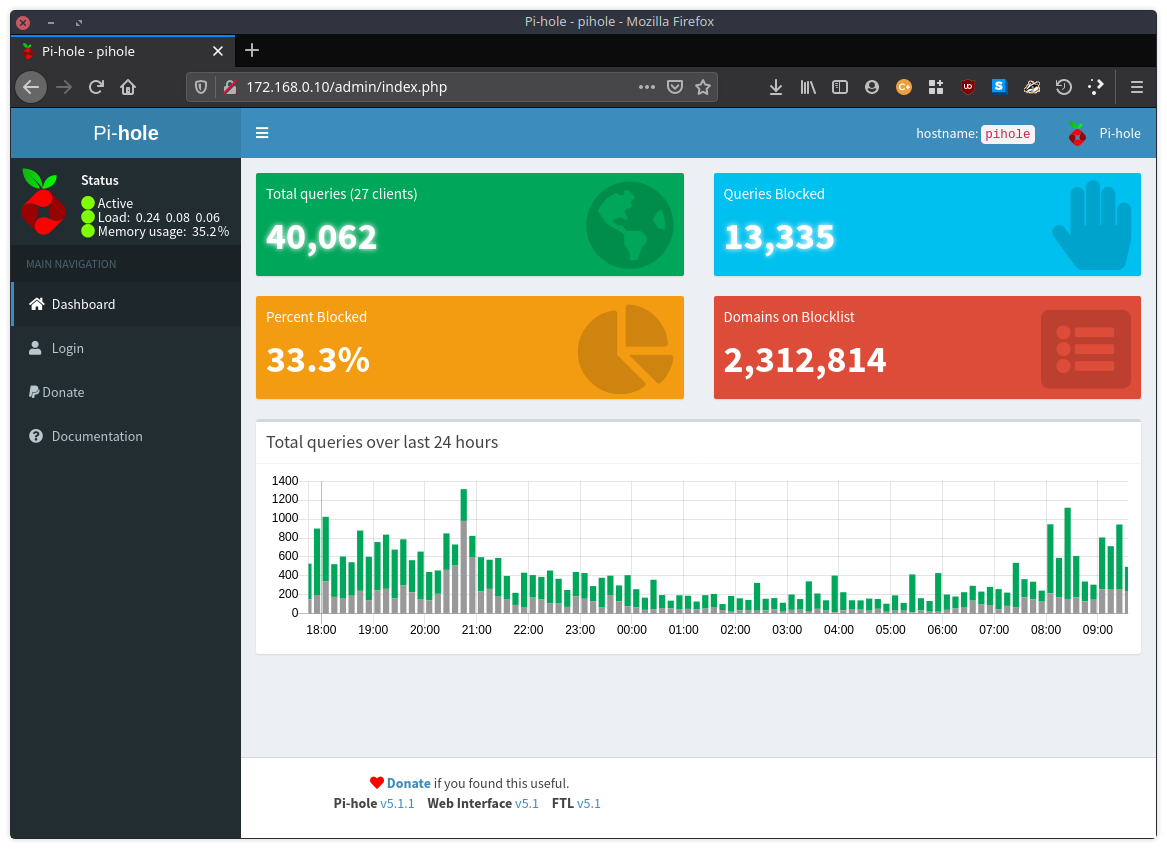 Pi-hole - pihole - Mozilla Firefox
Pi-hole - pihole
172.168.0.10/admin/index.php
Pi-hole
hostname: pihole
Pi-hole
Status
Active
Load: 0.24 0.08 0.06
Memory usage: 35.2%
MAIN NAVIGATION
Dashboard
Login
Donate
Documentation
Total queries (27 clients)
40,062
Queries Blocked
13,335
Percent Blocked
33.3%
Domains on Blocklist
2,312,814
Total queries over last 24 hours
1400
1200
1000
800
600
400
200
0
18:00 19:00 20:00 21:00 22:00 23:00 00:00 01:00 02:00 03:00 04:00 05:00 06:00 07:00 08:00 09:00
Donate if you found this useful.
Pi-hole v5.1.1 Web Interface v5.1 FTL v5.1